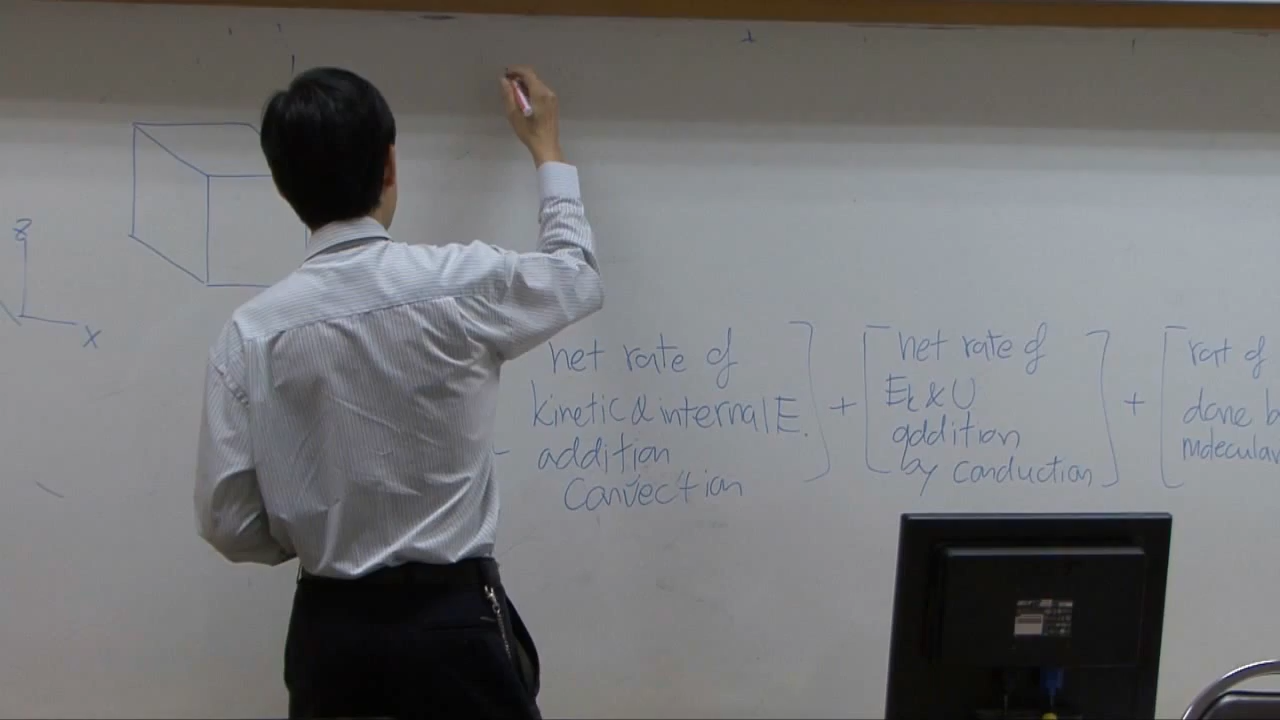 z
x
net rate of
kinetic & internal E.
addition
Convection
+
net rate of
Ek & U
addition
by conduction
+
rat of
done b
molecular